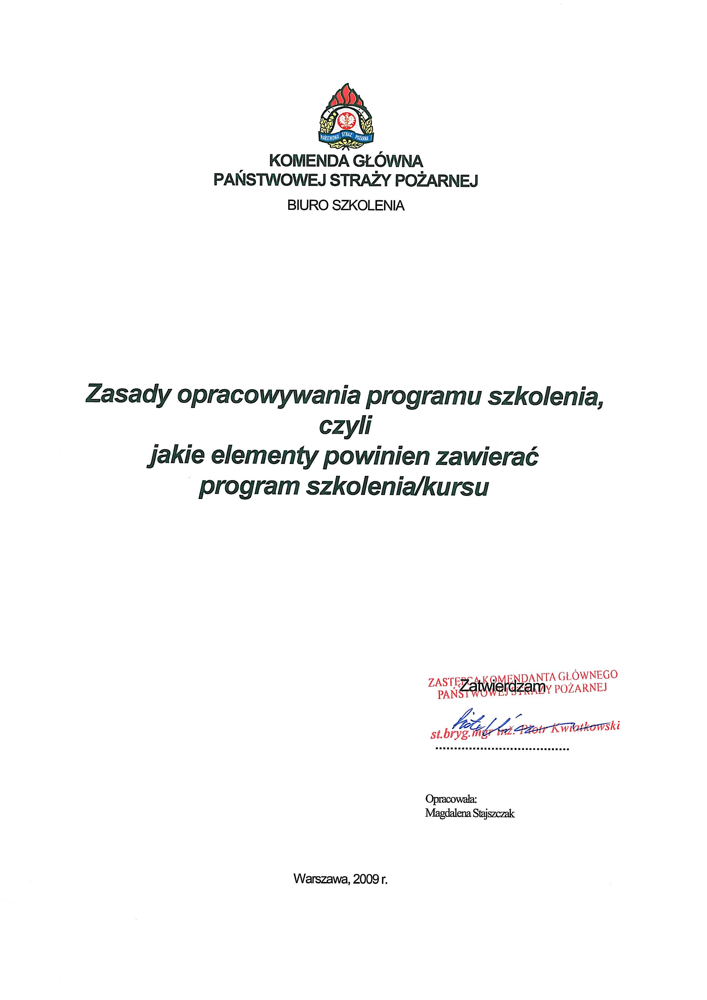 PAŃSTWOWA STRAŻ POŻARNA
KOMENDA GŁÓWNA
PAŃSTWOWEJ STRAŻY POŻARNEJ
BIURO SZKOLENIA
Zasady opracowywania programu szkolenia,
czyli
jakie elementy powinien zawierać
program szkolenia/kursu
ZASTĘPCA KOMENDANTA GŁÓWNEGO
Zatwierdzam
PAŃSTWOWEJ STRAŻY POŻARNEJ
st.bryg.mgr inż. Piotr Kwiatkowski
....................................
Opracowała:
Magdalena Stajszczak
Warszawa, 2009 r.